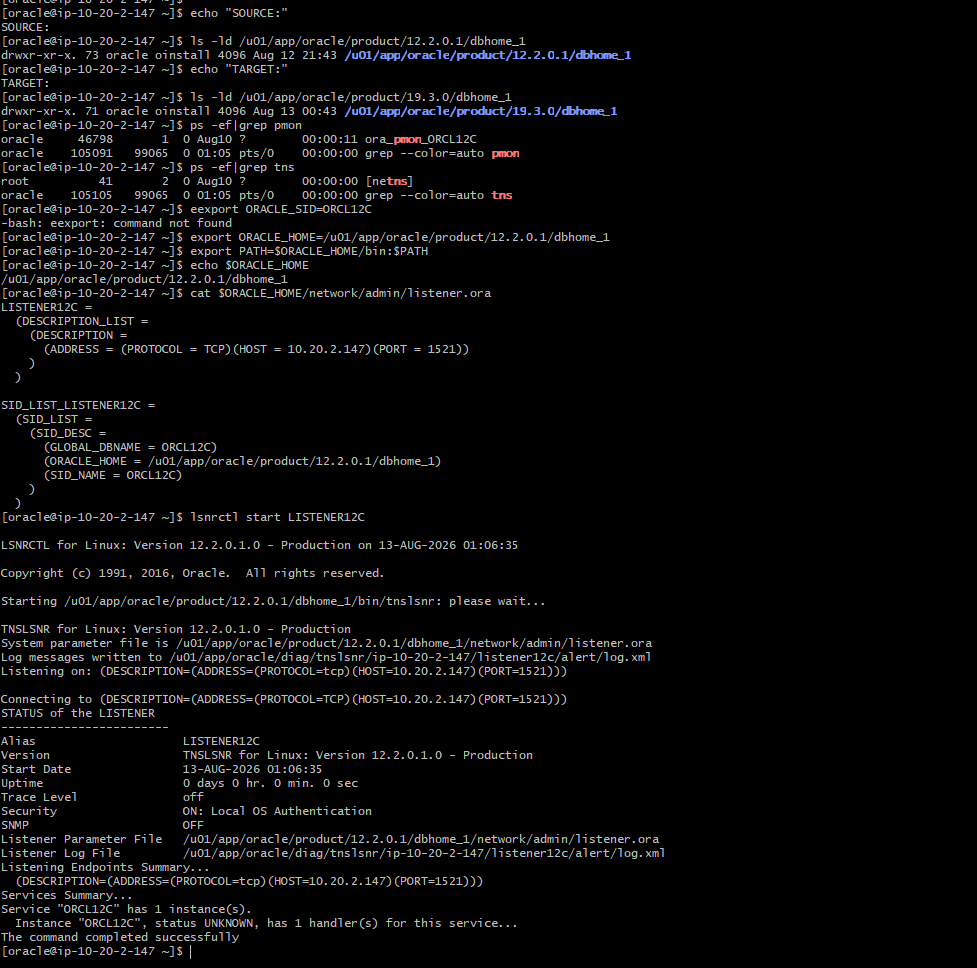 [oracle@ip-10-20-2-147 ~]$ echo "SOURCE:"
SOURCE:
[oracle@ip-10-20-2-147 ~]$ ls -ld /u01/app/oracle/product/12.2.0.1/dbhome_1
drwxr-xr-x. 73 oracle oinstall 4096 Aug 12 21:43 /u01/app/oracle/product/12.2.0.1/dbhome_1
[oracle@ip-10-20-2-147 ~]$ echo "TARGET:"
TARGET:
[oracle@ip-10-20-2-147 ~]$ ls -ld /u01/app/oracle/product/19.3.0/dbhome_1
drwxr-xr-x. 71 oracle oinstall 4096 Aug 13 00:43 /u01/app/oracle/product/19.3.0/dbhome_1
[oracle@ip-10-20-2-147 ~]$ ps -ef|grep pmon
oracle     46798       1  0 Aug10 ?        00:00:11 ora_pmon_ORCL12C
oracle    105091   99065  0 01:05 pts/0    00:00:00 grep --color=auto pmon
[oracle@ip-10-20-2-147 ~]$ ps -ef|grep tns
root          41       2  0 Aug10 ?        00:00:00 [netns]
oracle    105105   99065  0 01:05 pts/0    00:00:00 grep --color=auto tns
[oracle@ip-10-20-2-147 ~]$ eexport ORACLE_SID=ORCL12C
-bash: eexport: command not found
[oracle@ip-10-20-2-147 ~]$ export ORACLE_HOME=/u01/app/oracle/product/12.2.0.1/dbhome_1
[oracle@ip-10-20-2-147 ~]$ export PATH=$ORACLE_HOME/bin:$PATH
[oracle@ip-10-20-2-147 ~]$ echo $ORACLE_HOME
/u01/app/oracle/product/12.2.0.1/dbhome_1
[oracle@ip-10-20-2-147 ~]$ cat $ORACLE_HOME/network/admin/listener.ora
LISTENER12C =
  (DESCRIPTION_LIST =
    (DESCRIPTION =
      (ADDRESS = (PROTOCOL = TCP)(HOST = 10.20.2.147)(PORT = 1521))
    )
  )

SID_LIST_LISTENER12C =
  (SID_LIST =
    (SID_DESC =
      (GLOBAL_DBNAME = ORCL12C)
      (ORACLE_HOME = /u01/app/oracle/product/12.2.0.1/dbhome_1)
      (SID_NAME = ORCL12C)
    )
  )
[oracle@ip-10-20-2-147 ~]$ lsnrctl start LISTENER12C

LSNRCTL for Linux: Version 12.2.0.1.0 - Production on 13-AUG-2026 01:06:35

Copyright (c) 1991, 2016, Oracle.  All rights reserved.

Starting /u01/app/oracle/product/12.2.0.1/dbhome_1/bin/tnslsnr: please wait...

TNSLSNR for Linux: Version 12.2.0.1.0 - Production
System parameter file is /u01/app/oracle/product/12.2.0.1/dbhome_1/network/admin/listener.ora
Log messages written to /u01/app/oracle/diag/tnslsnr/ip-10-20-2-147/listener12c/alert/log.xml
Listening on: (DESCRIPTION=(ADDRESS=(PROTOCOL=tcp)(HOST=10.20.2.147)(PORT=1521)))

Connecting to (DESCRIPTION=(ADDRESS=(PROTOCOL=TCP)(HOST=10.20.2.147)(PORT=1521)))
STATUS of the LISTENER
------------------------
Alias                     LISTENER12C
Version                   TNSLSNR for Linux: Version 12.2.0.1.0 - Production
Start Date                13-AUG-2026 01:06:35
Uptime                    0 days 0 hr. 0 min. 0 sec
Trace Level               off
Security                  ON: Local OS Authentication
SNMP                      OFF
Listener Parameter File   /u01/app/oracle/product/12.2.0.1/dbhome_1/network/admin/listener.ora
Listener Log File         /u01/app/oracle/diag/tnslsnr/ip-10-20-2-147/listener12c/alert/log.xml
Listening Endpoints Summary...
  (DESCRIPTION=(ADDRESS=(PROTOCOL=tcp)(HOST=10.20.2.147)(PORT=1521)))
Services Summary...
Service "ORCL12C" has 1 instance(s).
  Instance "ORCL12C", status UNKNOWN, has 1 handler(s) for this service...
The command completed successfully
[oracle@ip-10-20-2-147 ~]$